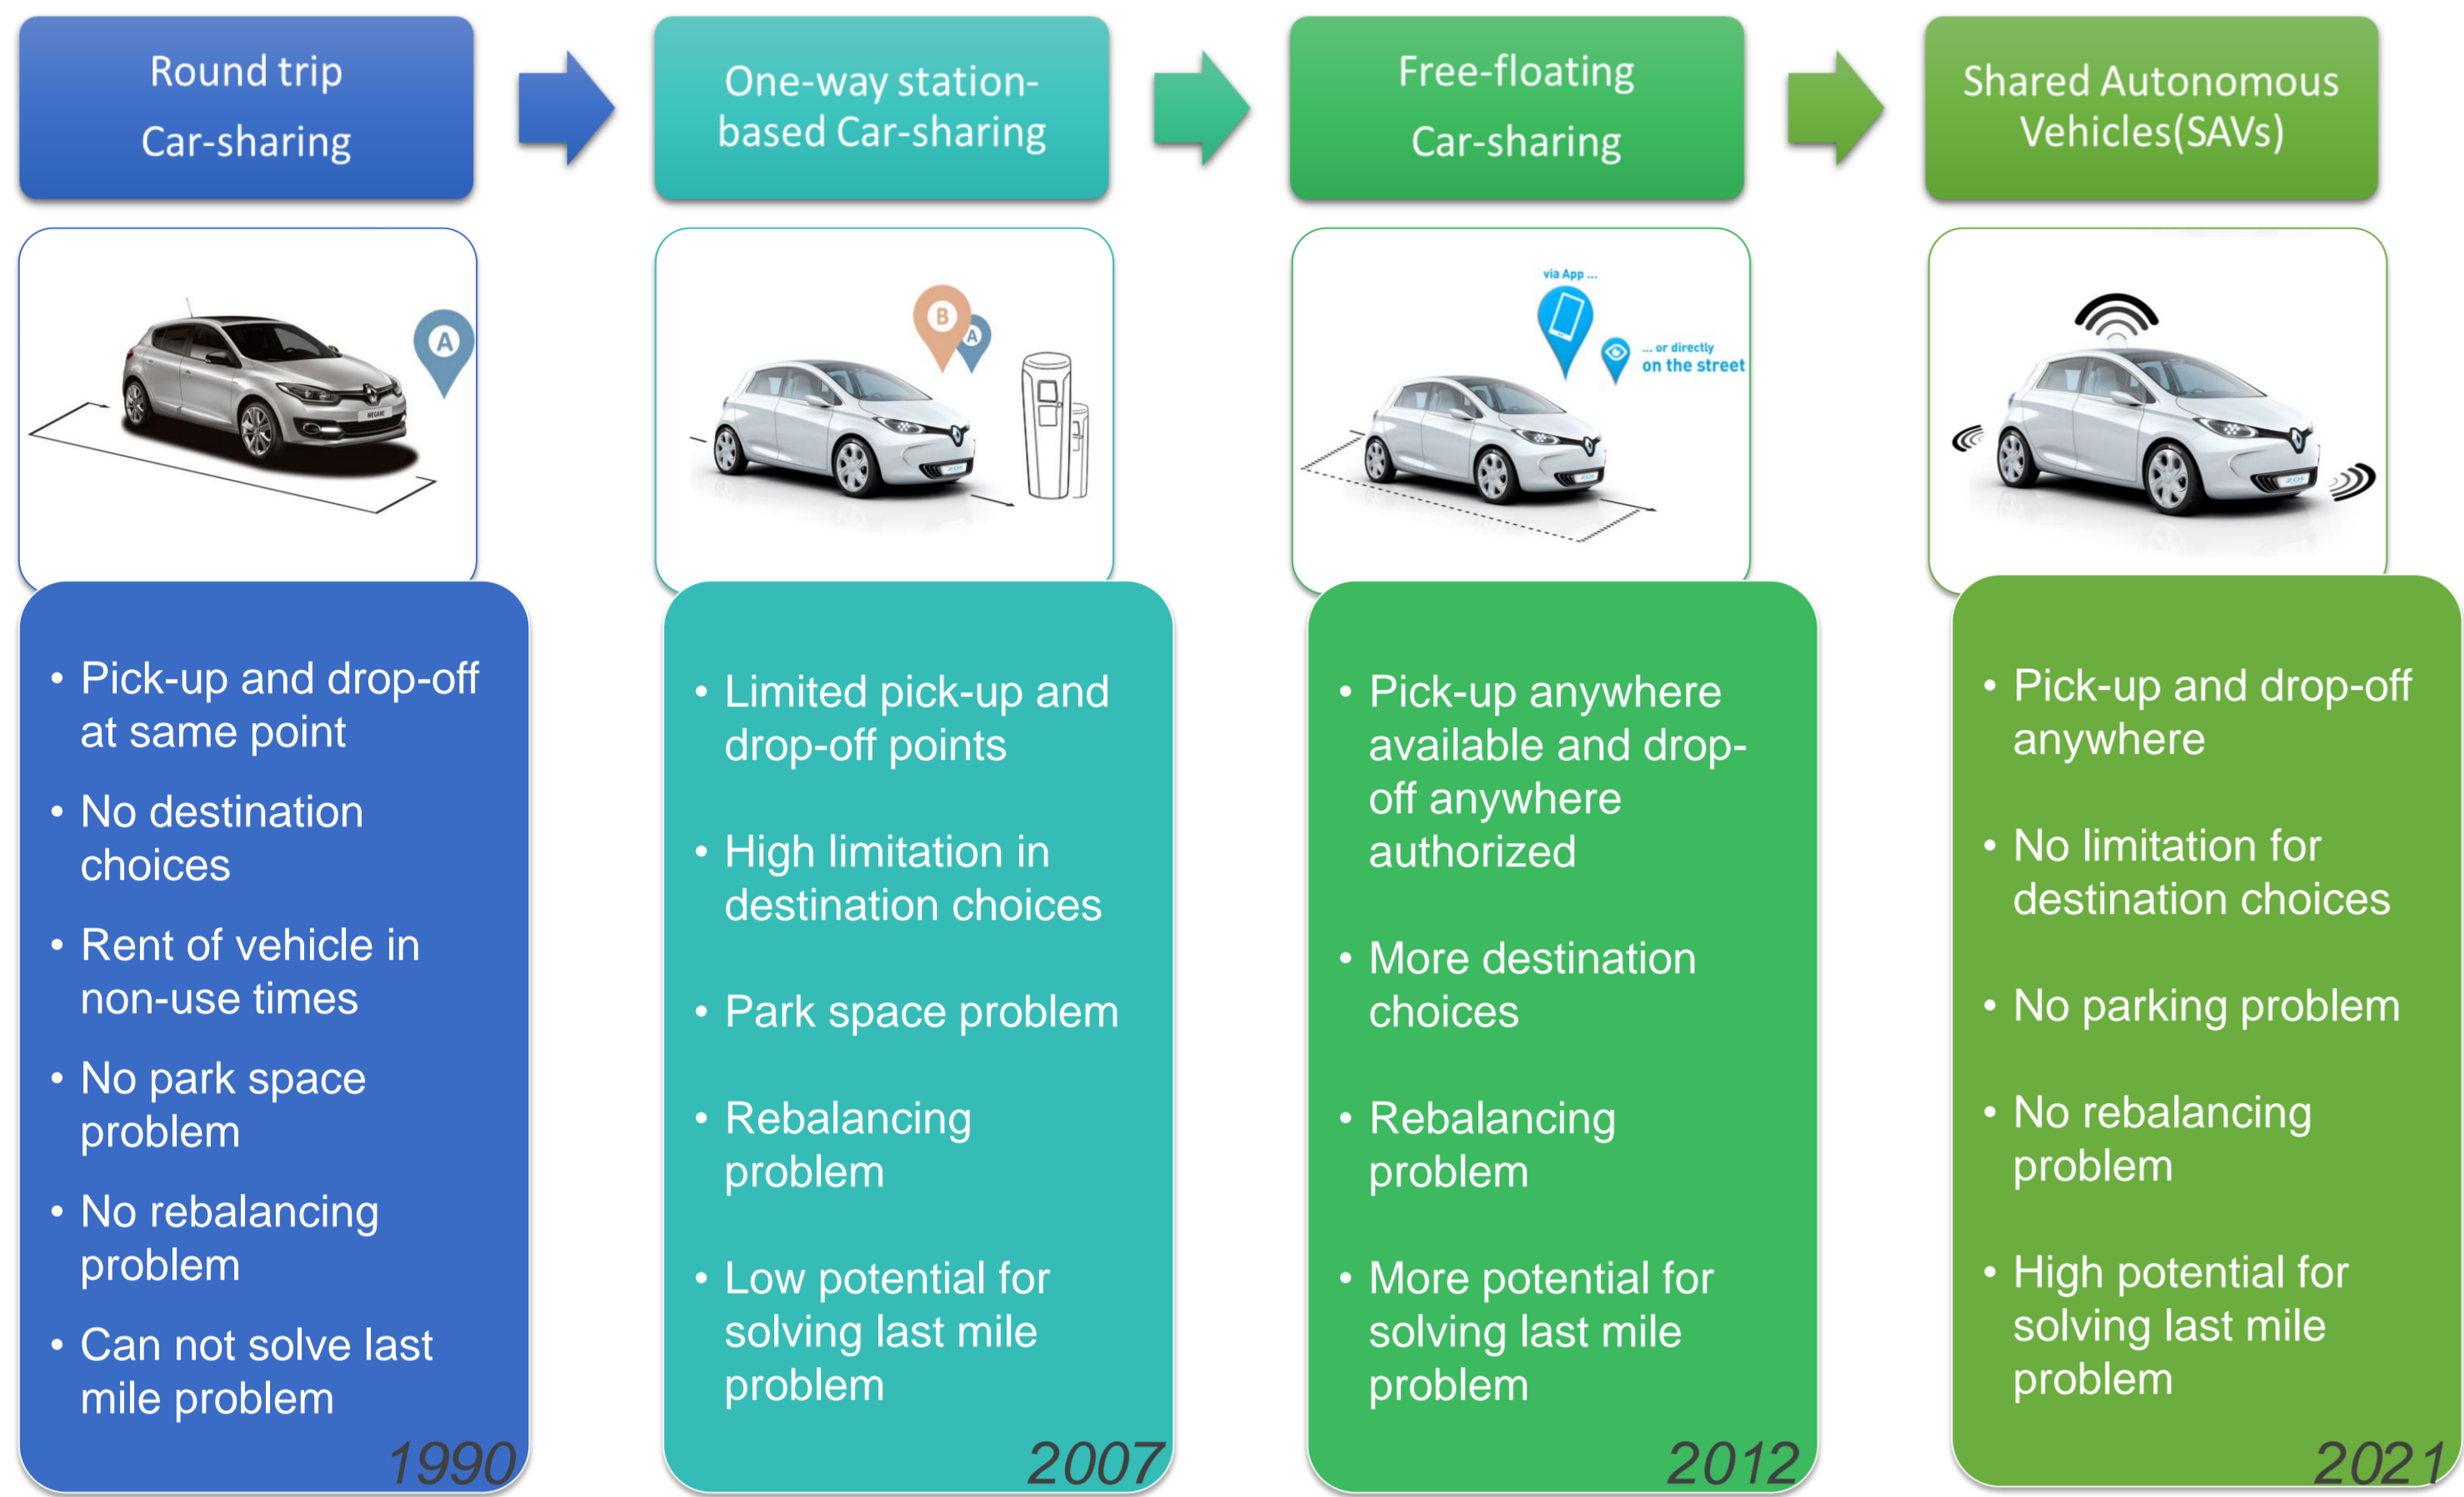 Round trip
Car-sharing
One-way station-
based Car-sharing
Free-floating
Car-sharing
Shared Autonomous
Vehicles(SAVs)
A
MEGANE
B
A
via App ...
... or directly
on the street
• Pick-up and drop-off
at same point
• No destination
choices
• Rent of vehicle in
non-use times
• No park space
problem
• No rebalancing
problem
• Can not solve last
mile problem
1990
• Limited pick-up and
drop-off points
• High limitation in
destination choices
• Park space problem
• Rebalancing
problem
• Low potential for
solving last mile
problem
2007
• Pick-up anywhere
available and drop-
off anywhere
authorized
• More destination
choices
• Rebalancing
problem
• More potential for
solving last mile
problem
2012
• Pick-up and drop-off
anywhere
• No limitation for
destination choices
• No parking problem
• No rebalancing
problem
• High potential for
solving last mile
problem
2021